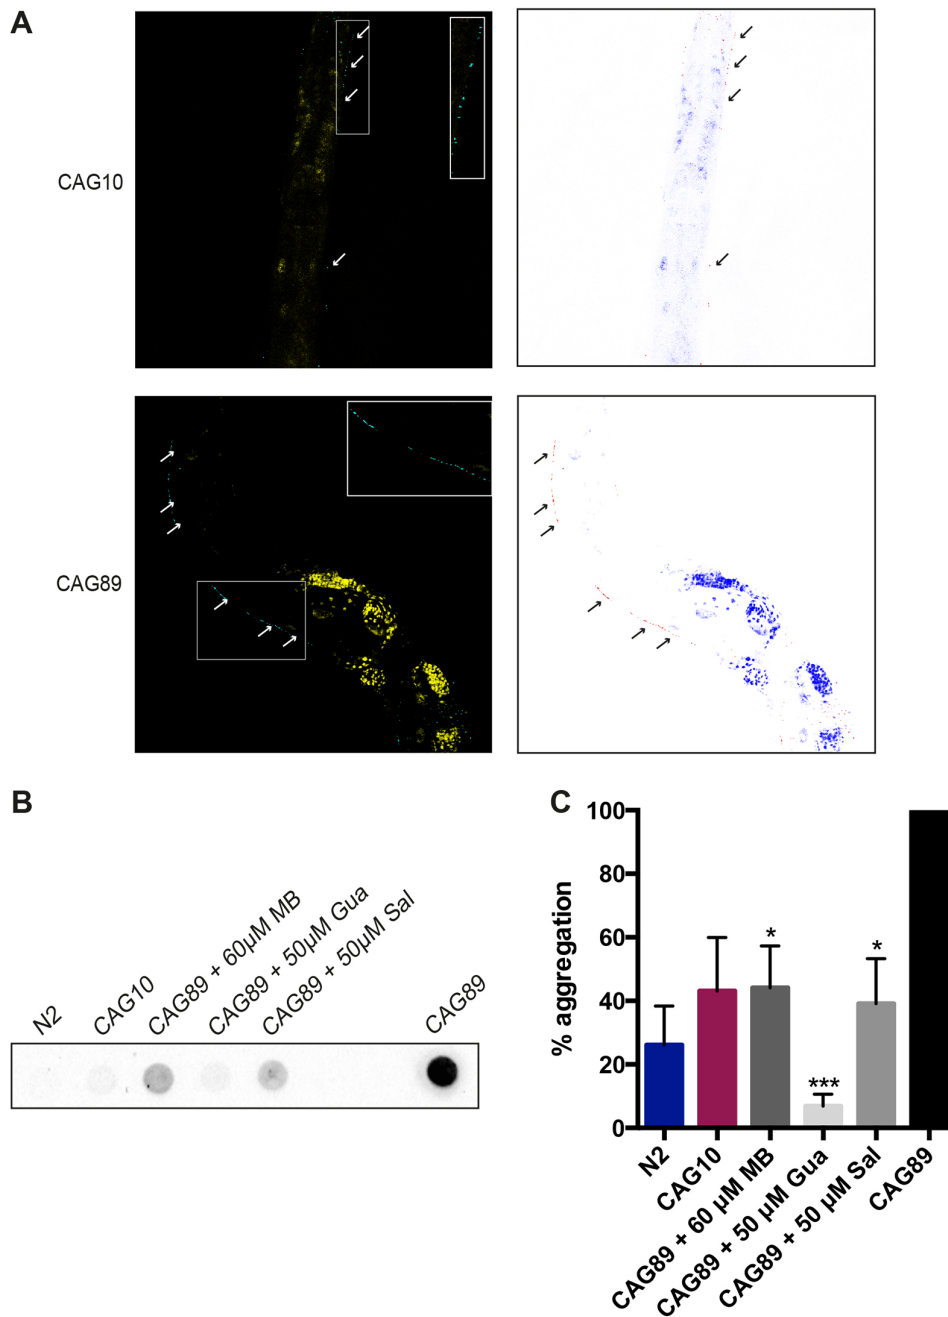 A
CAG10
CAG89
B
N2
CAG10
CAG89 + 60µM MB
CAG89 + 50µM Gua
CAG89 + 50µM Sal
CAG89
C
% aggregation
100
80
60
40
20
0
*
***
*
N2
CAG10
CAG89 + 60 µM MB
CAG89 + 50 µM Gua
CAG89 + 50 µM Sal
CAG89